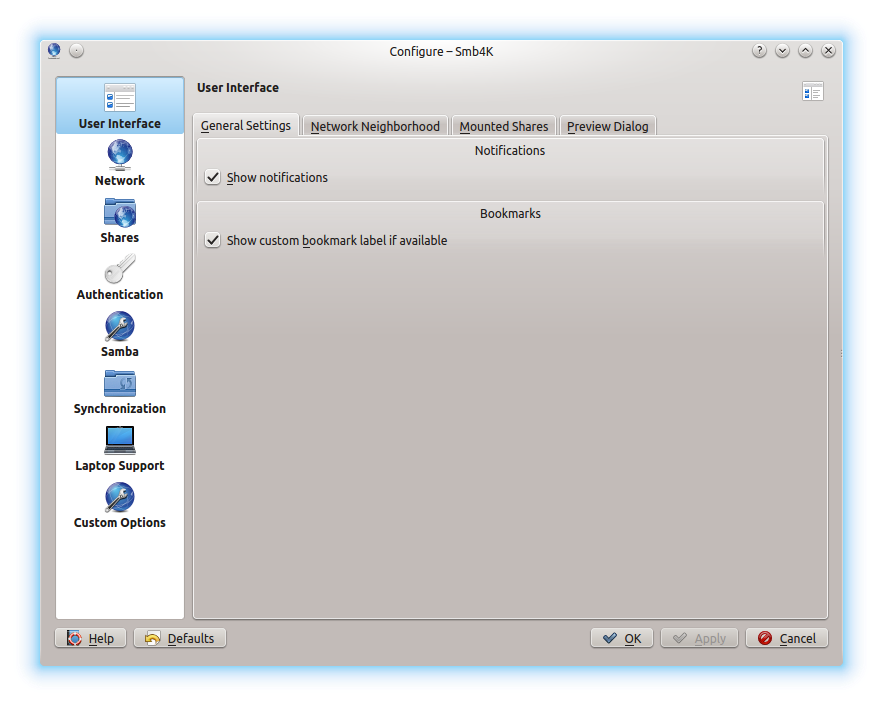 Configure – Smb4K
User Interface
Network
Shares
Authentication
Samba
Synchronization
Laptop Support
Custom Options
User Interface
General Settings
Network Neighborhood
Mounted Shares
Preview Dialog
Notifications
Show notifications
Bookmarks
Show custom bookmark label if available
Help
Defaults
OK
Apply
Cancel